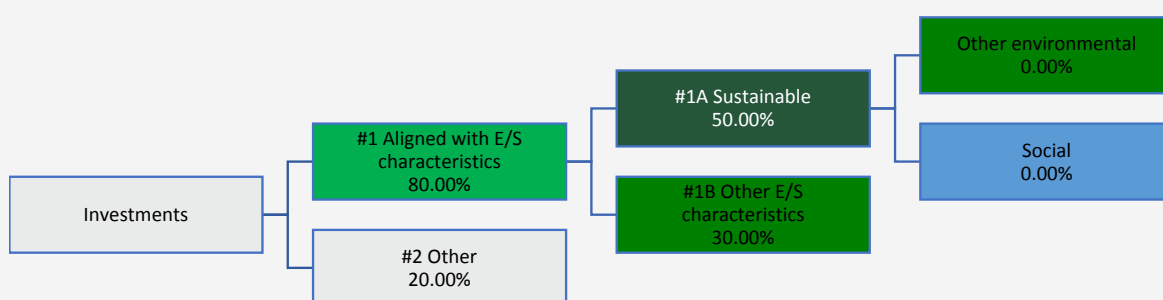 Investments
#1 Aligned with E/S
characteristics
80.00%
#2 Other
20.00%
#1A Sustainable
50.00%
#1B Other E/S
characteristics
30.00%
Other environmental
0.00%
Social
0.00%